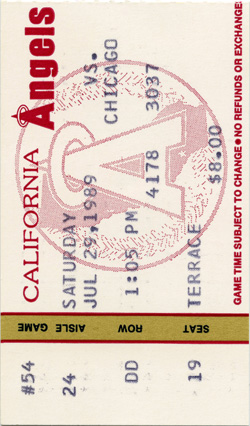 CALIFORNIA Angels
SATURDAY VS.
JUL 29,1989 CHICAGO
1:05 PM 4178 3037
TERRACE $8.00
GAME TIME SUBJECT TO CHANGE • NO REFUNDS OR EXCHANGE
GAME AISLE ROW SEAT
#54 24 DD 19